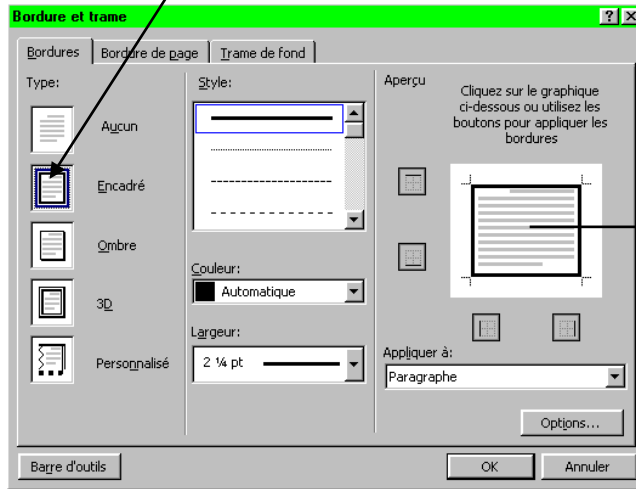 Bordure et trame
Bordures
Bordure de page
Trame de fond
Type:
Aucun
Encadré
Ombre
3D
Personnalisé
Style:
Couleur:
Automatique
Largeur:
2 ¼ pt
Aperçu
Cliquez sur le graphique
ci-dessous ou utilisez les
boutons pour appliquer les
bordures
Appliquer à:
Paragraphe
Options...
Barre d'outils
OK
Annuler